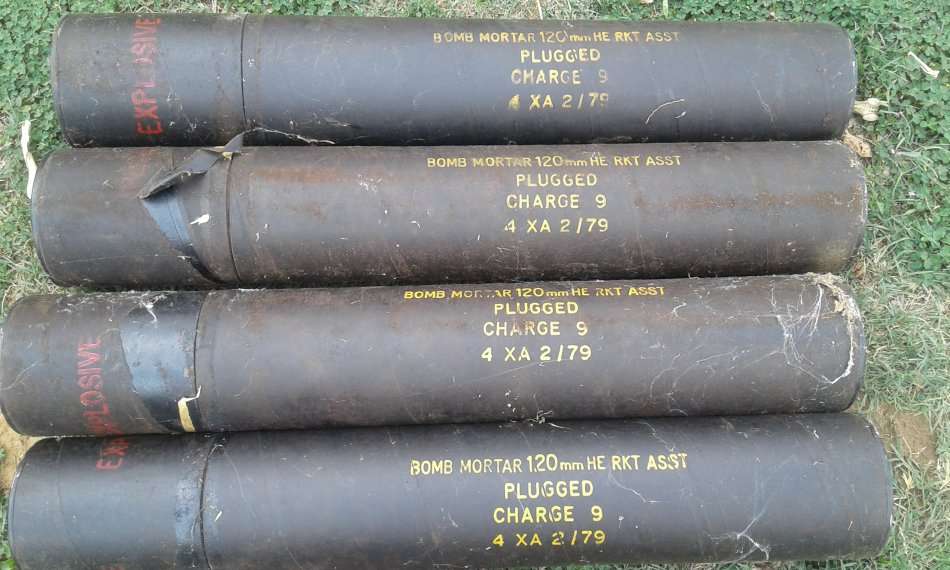 EXPLOSIVE
BOMB MORTAR 120mm HE RKT ASST
PLUGGED
CHARGE 9
4 XA 2/79
BOMB MORTAR 120mm HE RKT ASST
PLUGGED
CHARGE 9
4 XA 2/79
EXPLOSIVE
BOMB MORTAR 120mm HE RKT ASST
PLUGGED
CHARGE 9
4 XA 2/79
BOMB MORTAR 120mm HE RKT ASST
PLUGGED
CHARGE 9
4 XA 2/79